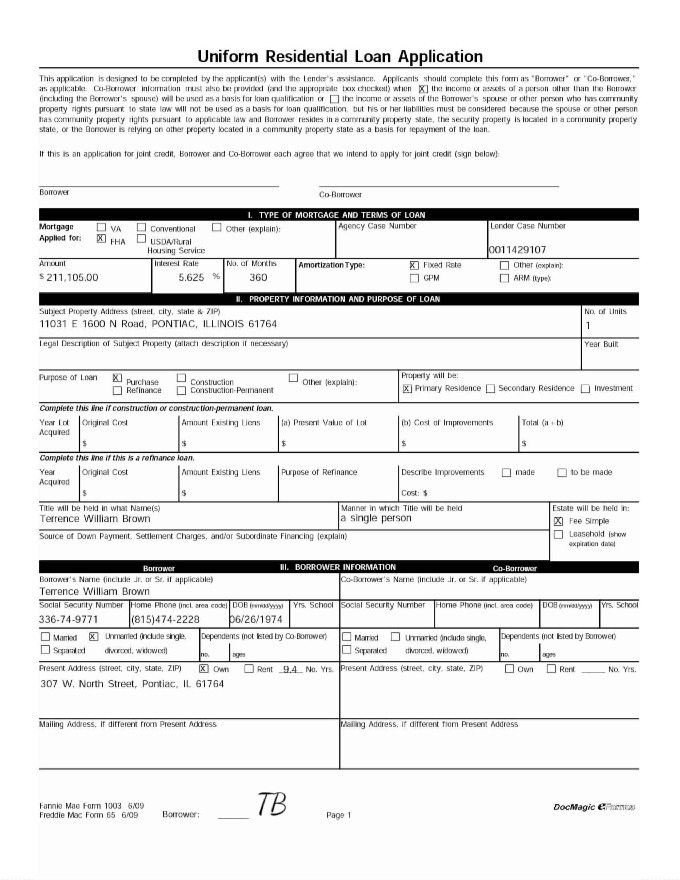 Uniform Residential Loan Application
This application is designed to be completed by the applicant(s) with the Lender's assistance. Applicants should complete this form as "Borrower" or "Co-Borrower,"
as applicable. Co-Borrower information must also be provided (and the appropriate box checked) when X the income or assets of a person other than the Borrower
(including the Borrower's spouse) will be used as a basis for loan qualification or the income or assets of the Borrower's spouse or other person who has community
property rights pursuant to state law will not be used as a basis for loan qualification, but his or her liabilities must be considered because the spouse or other person
has community property rights pursuant to applicable law and Borrower resides in a community property state, the security property is located in a community property
state, or the Borrower is relying on other property located in a community property state as a basis for repayment of the loan.
If this is an application for joint credit, Borrower and Co-Borrower each agree that we intend to apply for joint credit (sign below):
Borrower Co-Borrower
I. TYPE OF MORTGAGE AND TERMS OF LOAN
Mortgage VA Conventional Other (explain): Agency Case Number Lender Case Number
Applied for: X FHA USDA/Rural
Housing Service 0011429107
Amount Interest Rate No. of Months Amortization Type: X Fixed Rate Other (explain):
$ 211,105.00 5.625 % 360 GPM ARM (type):
II. PROPERTY INFORMATION AND PURPOSE OF LOAN
Subject Property Address (street, city, state & ZIP) No. of Units
11031 E 1600 N Road, PONTIAC, ILLINOIS 61764 1
Legal Description of Subject Property (attach description if necessary) Year Built
Purpose of Loan X Purchase Construction Other (explain): Property will be:
Refinance Construction-Permanent X Primary Residence Secondary Residence Investment
Complete this line if construction or construction-permanent loan.
Year Lot Original Cost Amount Existing Liens (a) Present Value of Lot (b) Cost of Improvements Total (a + b)
Acquired
$ $ $ $ $
Complete this line if this is a refinance loan.
Year Original Cost Amount Existing Liens Purpose of Refinance Describe Improvements made to be made
Acquired
$ $ Cost: $
Title will be held in what Name(s) Manner in which Title will be held Estate will be held in:
Terrence William Brown a single person X Fee Simple
Source of Down Payment, Settlement Charges, and/or Subordinate Financing (explain) Leasehold (show
expiration date)
Borrower III. BORROWER INFORMATION Co-Borrower
Borrower's Name (include Jr. or Sr. if applicable) Co-Borrower's Name (include Jr. or Sr. if applicable)
Terrence William Brown
Social Security Number Home Phone (incl. area code) DOB (mm/dd/yyyy) Yrs. School Social Security Number Home Phone (incl. area code) DOB (mm/dd/yyyy) Yrs. School
336-74-9771 (815)474-2228 06/26/1974
Married X Unmarried (include single, Dependents (not listed by Co-Borrower) Married Unmarried (include single, Dependents (not listed by Borrower)
Separated divorced, widowed) no. ages Separated divorced, widowed) no. ages
Present Address (street, city, state, ZIP) X Own Rent 9.4 No. Yrs. Present Address (street, city, state, ZIP) Own Rent No. Yrs.
307 W. North Street, Pontiac, IL 61764
Mailing Address, if different from Present Address Mailing Address, if different from Present Address
Fannie Mae Form 1003 6/09
Freddie Mac Form 65 6/09 Borrower: TB Page 1 DocMagic eForms